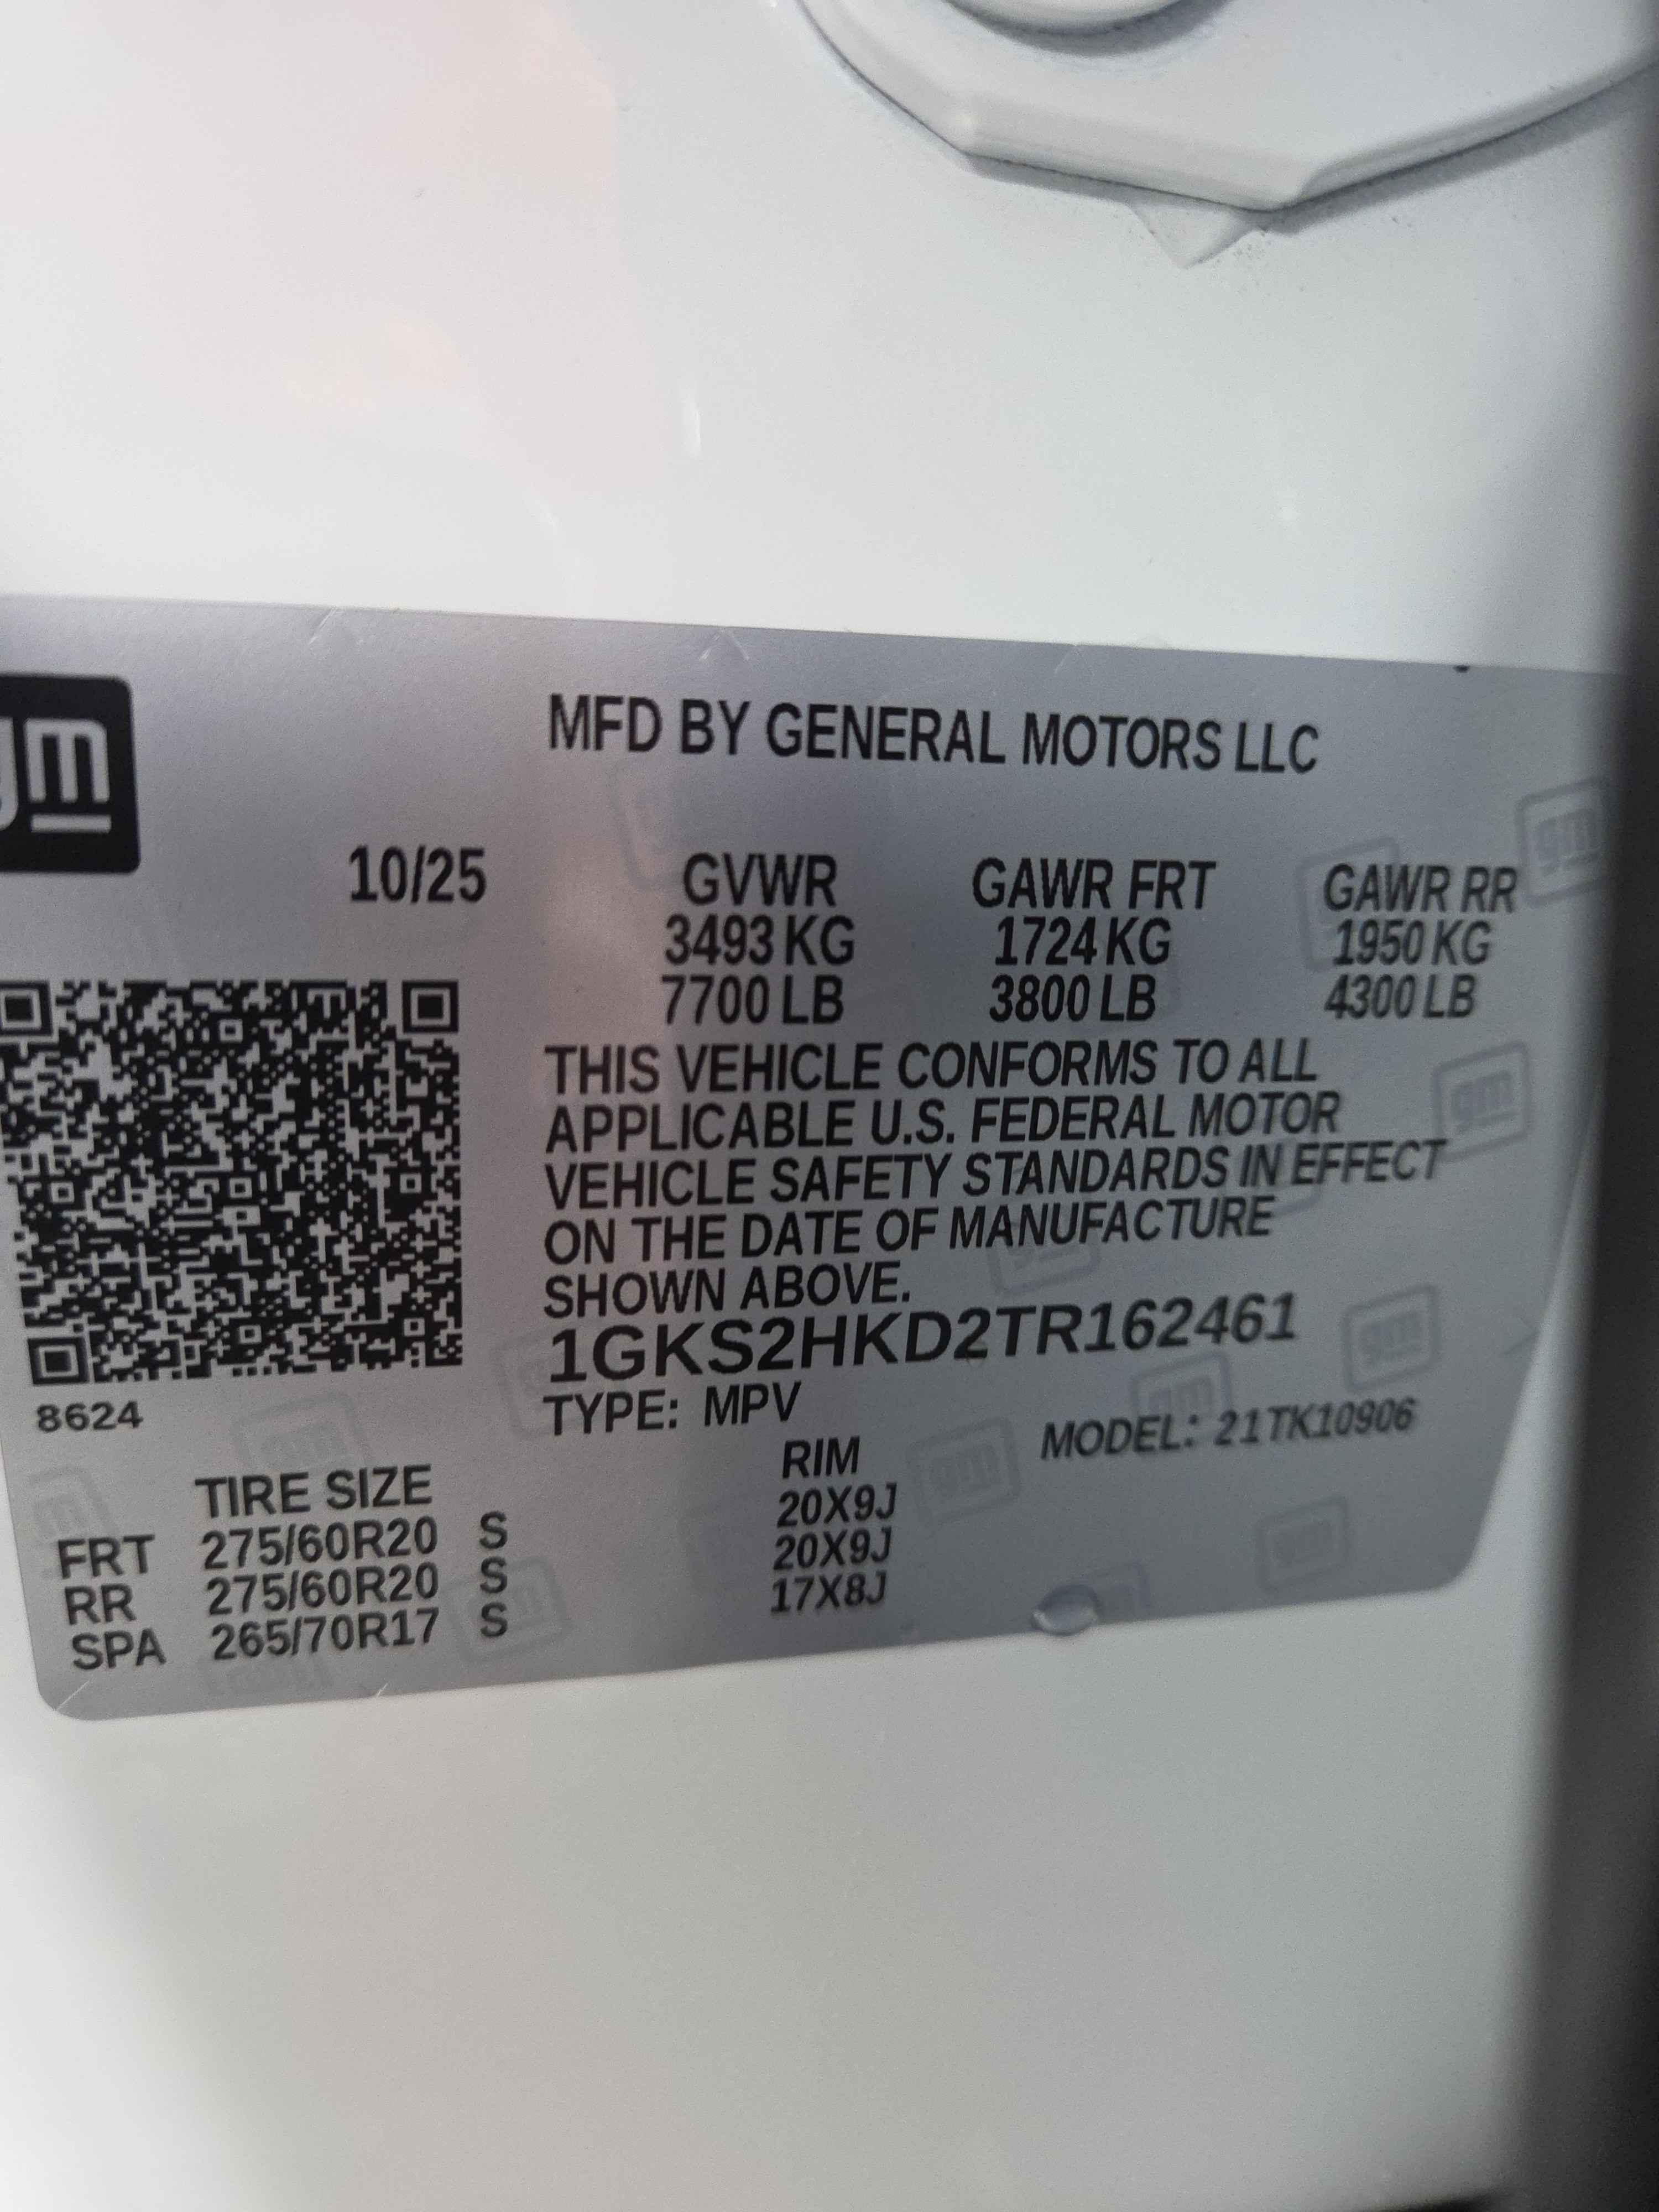 gm
MFD BY GENERAL MOTORS LLC
10/25 GVWR GAWR FRT GAWR RR
3493 KG 1724 KG 1950 KG
7700 LB 3800 LB 4300 LB
THIS VEHICLE CONFORMS TO ALL
APPLICABLE U.S. FEDERAL MOTOR
VEHICLE SAFETY STANDARDS IN EFFECT
ON THE DATE OF MANUFACTURE
SHOWN ABOVE.
1GKS2HKD2TR162461
8624 TYPE: MPV MODEL: 21TK10906
TIRE SIZE RIM
FRT 275/60R20 S 20X9J
RR 275/60R20 S 20X9J
SPA 265/70R17 S 17X8J